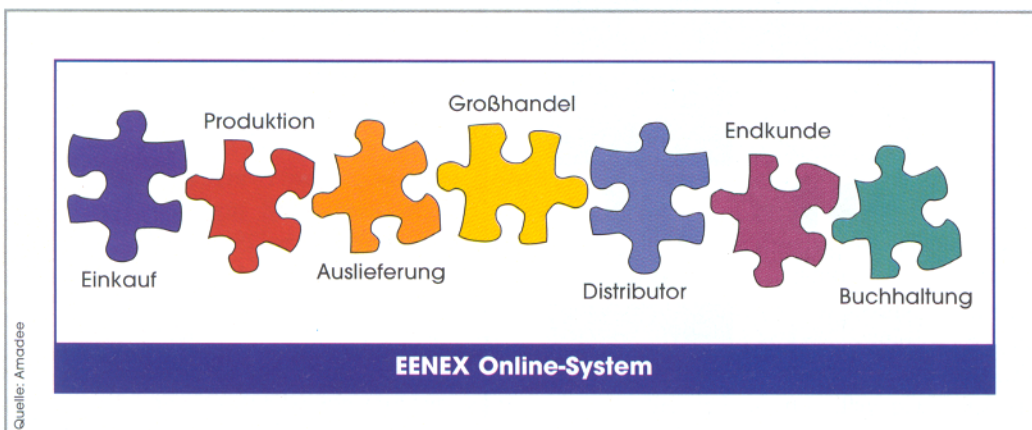 Großhandel
Produktion
Endkunde
Einkauf
Auslieferung
Distributor
Buchhaltung
EENEX Online-System
Quelle: Amadee